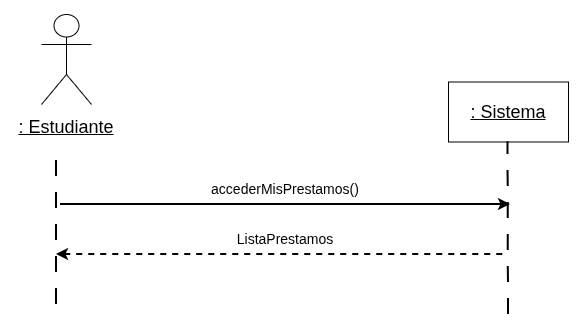 : Estudiante
: Sistema
accederMisPrestamos()
ListaPrestamos